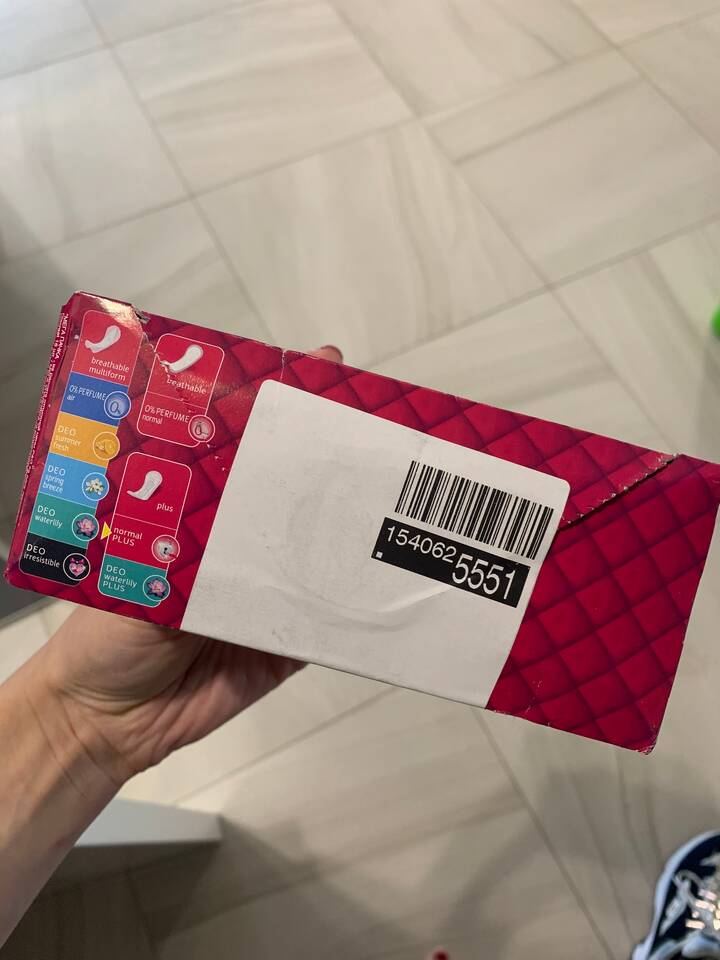 breathable
multiform
0% PERFUME
air
DEO
summer
fresh
DEO
spring
breeze
DEO
waterlily
DEO
irresistible
breathable
0% PERFUME
normal
plus
normal
PLUS
DEO
waterlily
PLUS
154062
5551